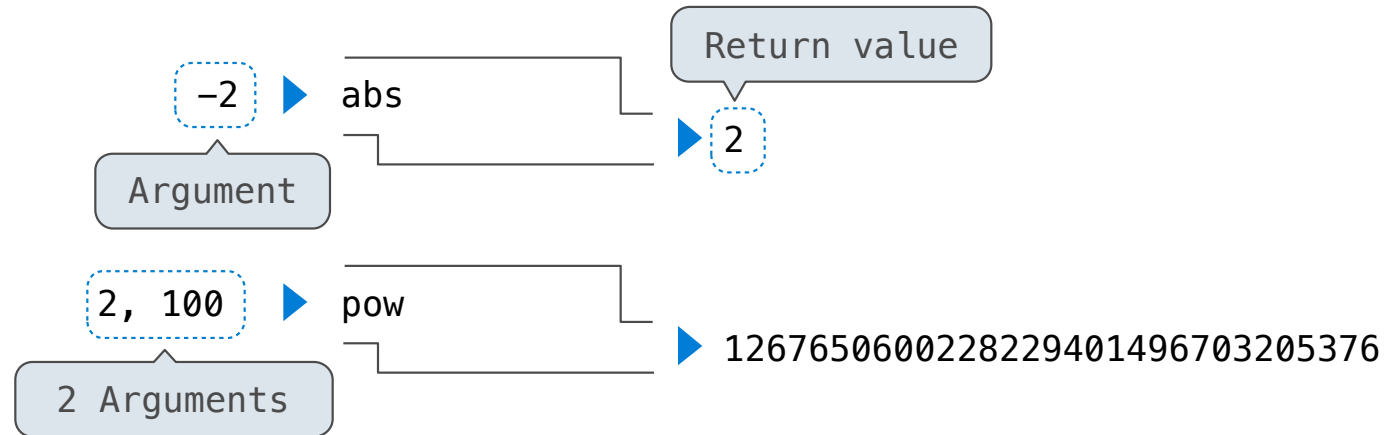 Return value
−2 abs
2
Argument
2, 100 pow
1267650600228229401496703205376
2 Arguments